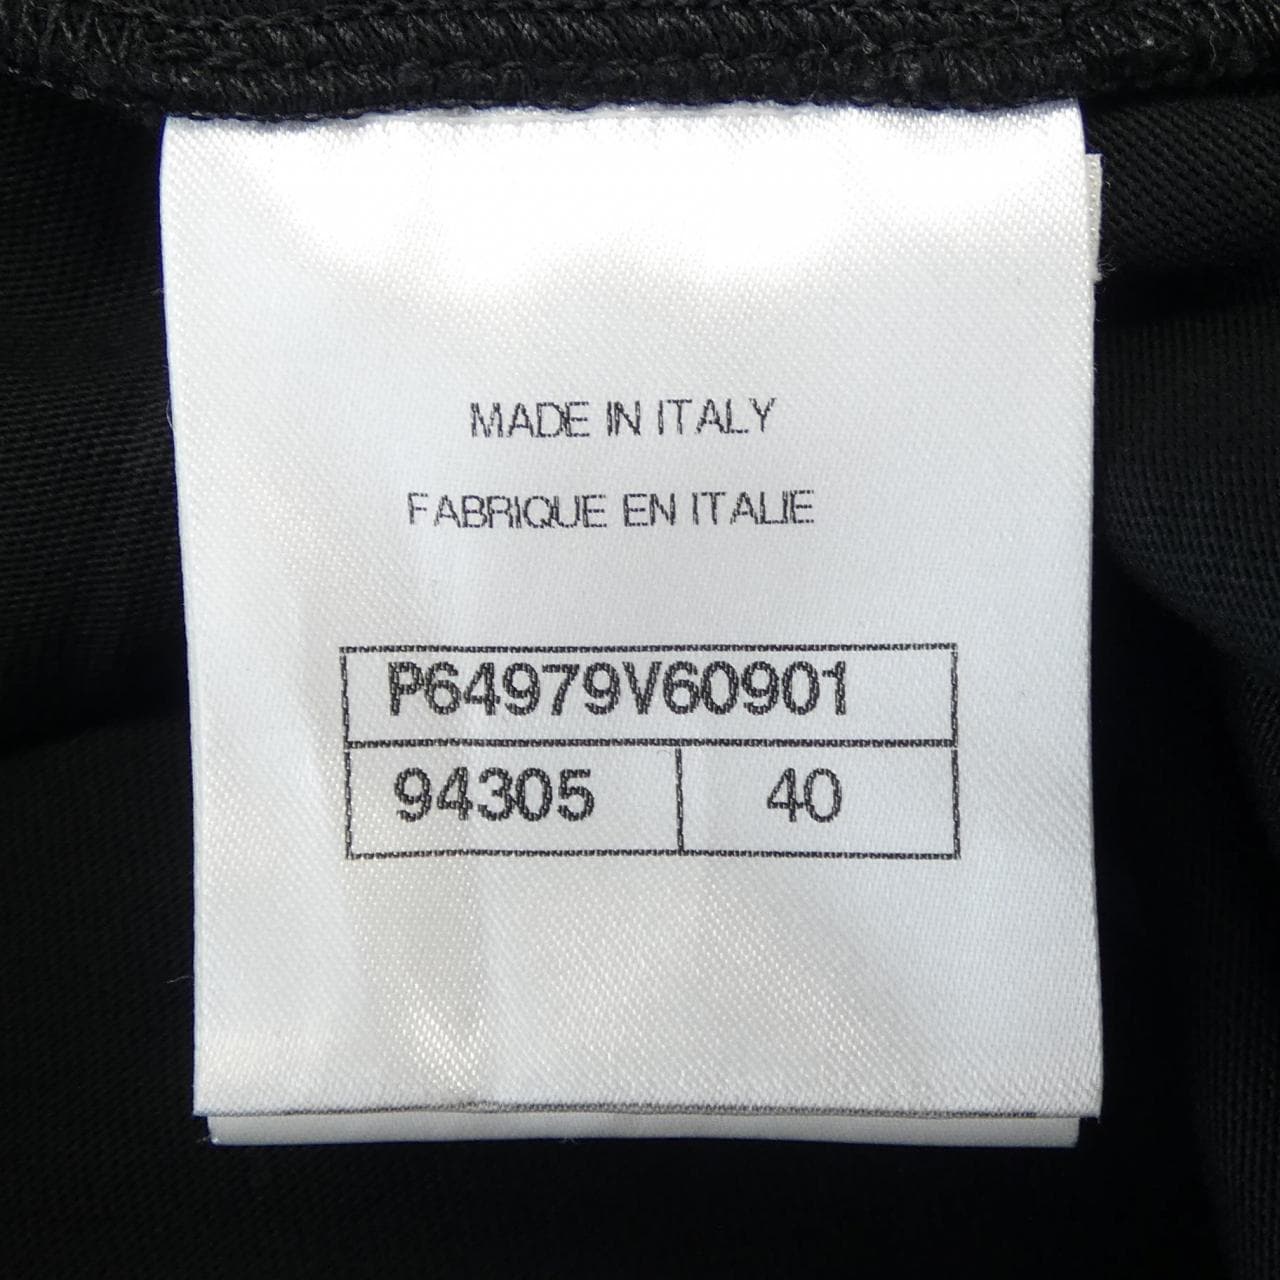 MADE IN ITALY
FABRIQUE EN ITALIE
P64979V60901
94305 40